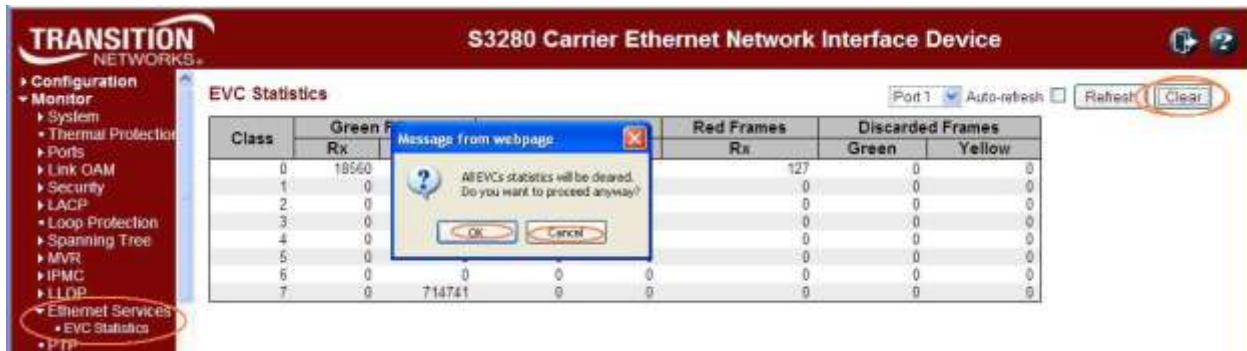 TRANSITION
NETWORKS.
S3280 Carrier Ethernet Network Interface Device
Configuration
Monitor
System
Thermal Protection
Ports
Link OAM
Security
LACP
Loop Protection
Spanning Tree
MVR
IPMC
LLDP
Ethernet Services
EVC Statistics
PTP
EVC Statistics
Port 1 Auto-refresh Refresh Clear
Class Green Red Frames Discarded Frames
Rx Rx Green Yellow
0 18560 127 0 0
1 0 0 0 0
2 0 0 0 0
3 0 0 0 0
4 0 0 0 0
5 0 0 0 0
6 0 0 0 0 0 0 0
7 0 714741 0 0 0 0 0
Message from webpage
All EVCs statistics will be cleared.
Do you want to proceed anyway?
OK Cancel